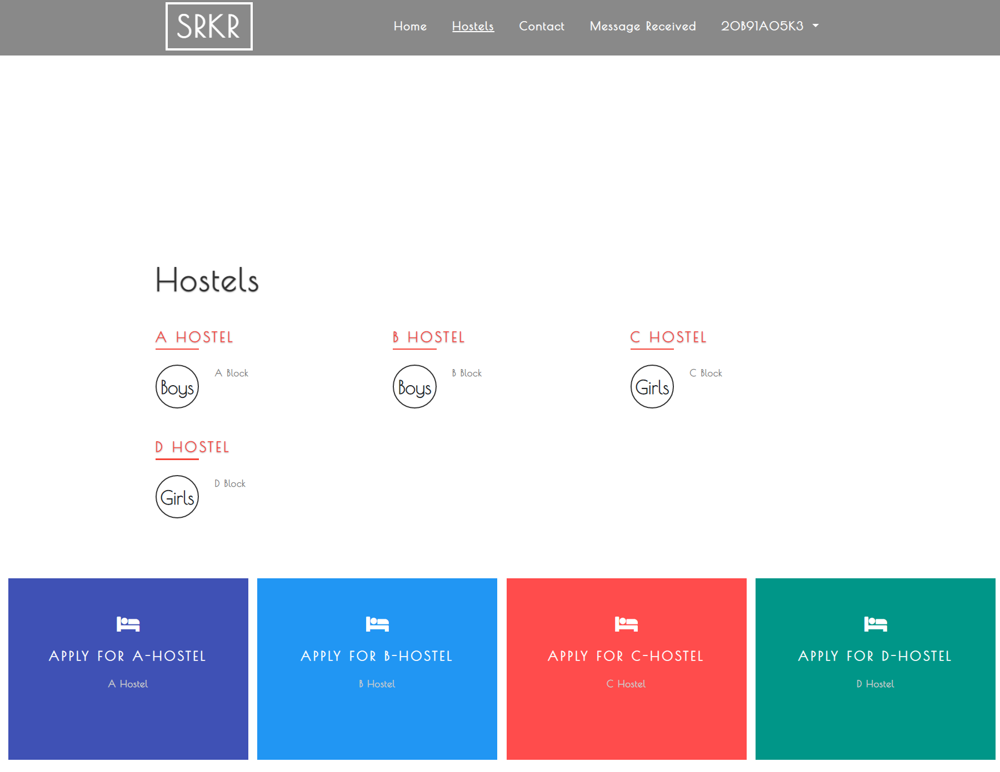 SRKR
Home Hostels Contact Message Received 20B91A05K3
Hostels
A HOSTEL
Boys
A Block
B HOSTEL
Boys
B Block
C HOSTEL
Girls
C Block
D HOSTEL
Girls
D Block
APPLY FOR A-HOSTEL
A Hostel
APPLY FOR B-HOSTEL
B Hostel
APPLY FOR C-HOSTEL
C Hostel
APPLY FOR D-HOSTEL
D Hostel